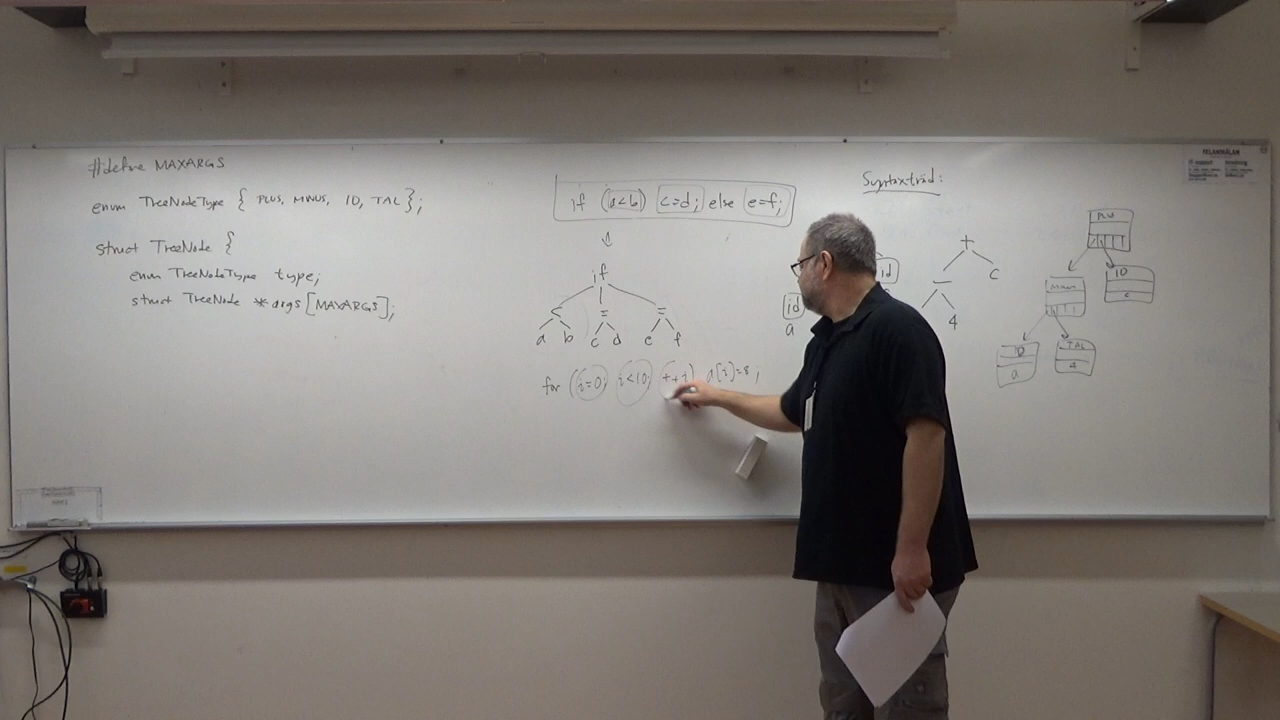 #define MAXARGS
enum TreeNodeType { PLUS, MINUS, ID, TAL };
struct TreeNode {
enum TreeNodeType type;
struct TreeNode *args[MAXARGS];
if (a<b) c=d; else e=f;
if
< = =
a b c d e f
for (i=0; i<10; ++i) a[i]=8;
Syntaxträd:
id
a
id
+
- c
4
PLUS
MINUS
ID
c
ID
a
TAL
4
FELANMÄLAN